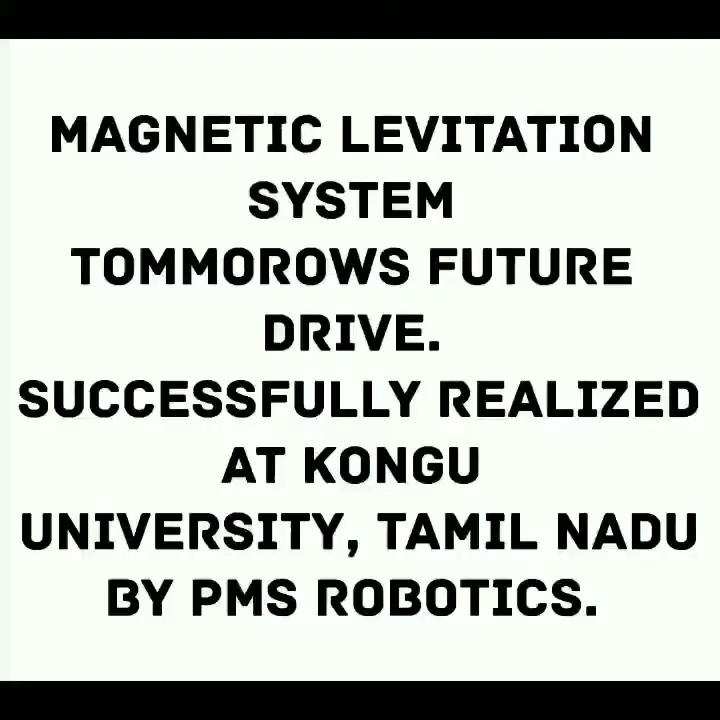 MAGNETIC LEVITATION
SYSTEM
TOMMOROWS FUTURE
DRIVE.
SUCCESSFULLY REALIZED
AT KONGU
UNIVERSITY, TAMIL NADU
BY PMS ROBOTICS.